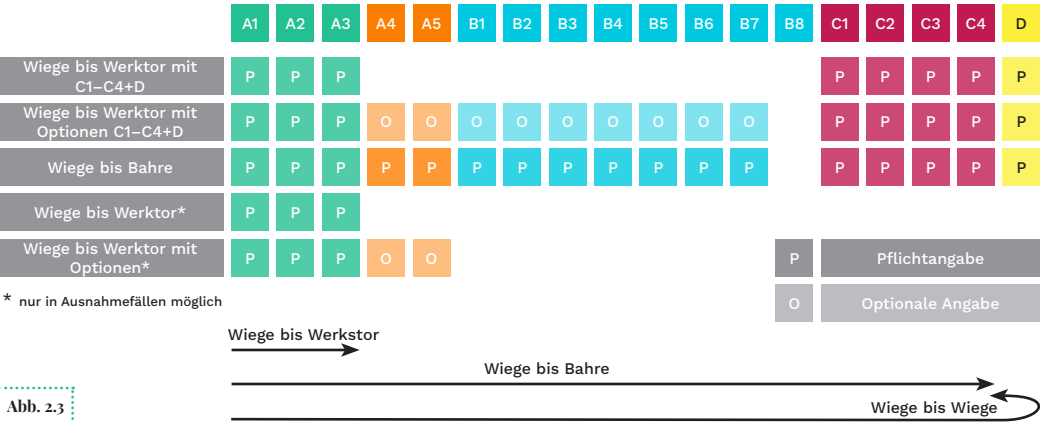 A1 A2 A3 A4 A5 B1 B2 B3 B4 B5 B6 B7 B8 C1 C2 C3 C4 D
Wiege bis Werktor mit
C1–C4+D
P P P P P P P P
Wiege bis Werktor mit
Optionen C1–C4+D
P P P O O O O O O O O O P P P P P
Wiege bis Bahre
P P P P P P P P P P P P P P P P P
Wiege bis Werktor*
P P P
Wiege bis Werktor mit
Optionen*
P P P O O
P Pflichtangabe
O Optionale Angabe
* nur in Ausnahmefällen möglich
Wiege bis Werkstor
Wiege bis Bahre
Wiege bis Wiege
Abb. 2.3